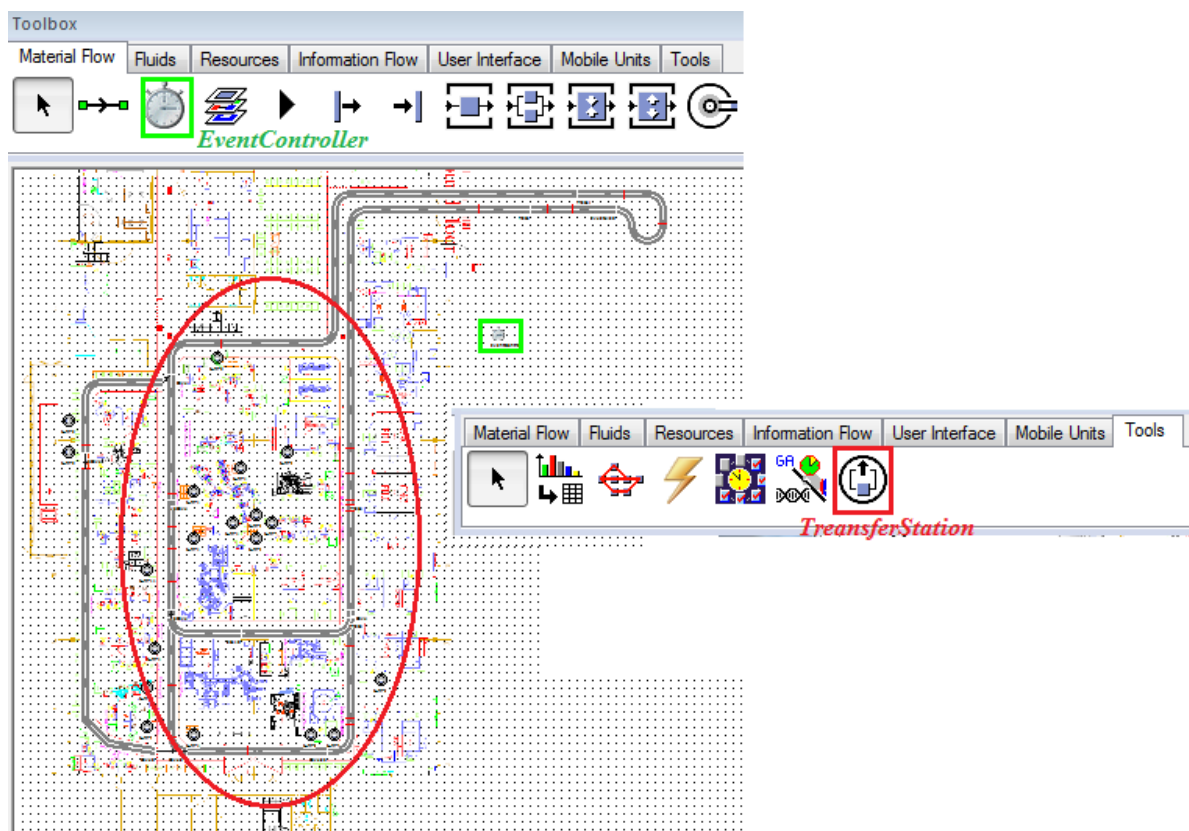 Toolbox
Material Flow Fluids Resources Information Flow User Interface Mobile Units Tools
EventController
Material Flow Fluids Resources Information Flow User Interface Mobile Units Tools
GA
TreansferStation